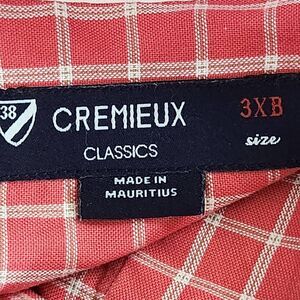 38 CREMIEUX 3XB
CLASSICS size
MADE IN
MAURITIUS